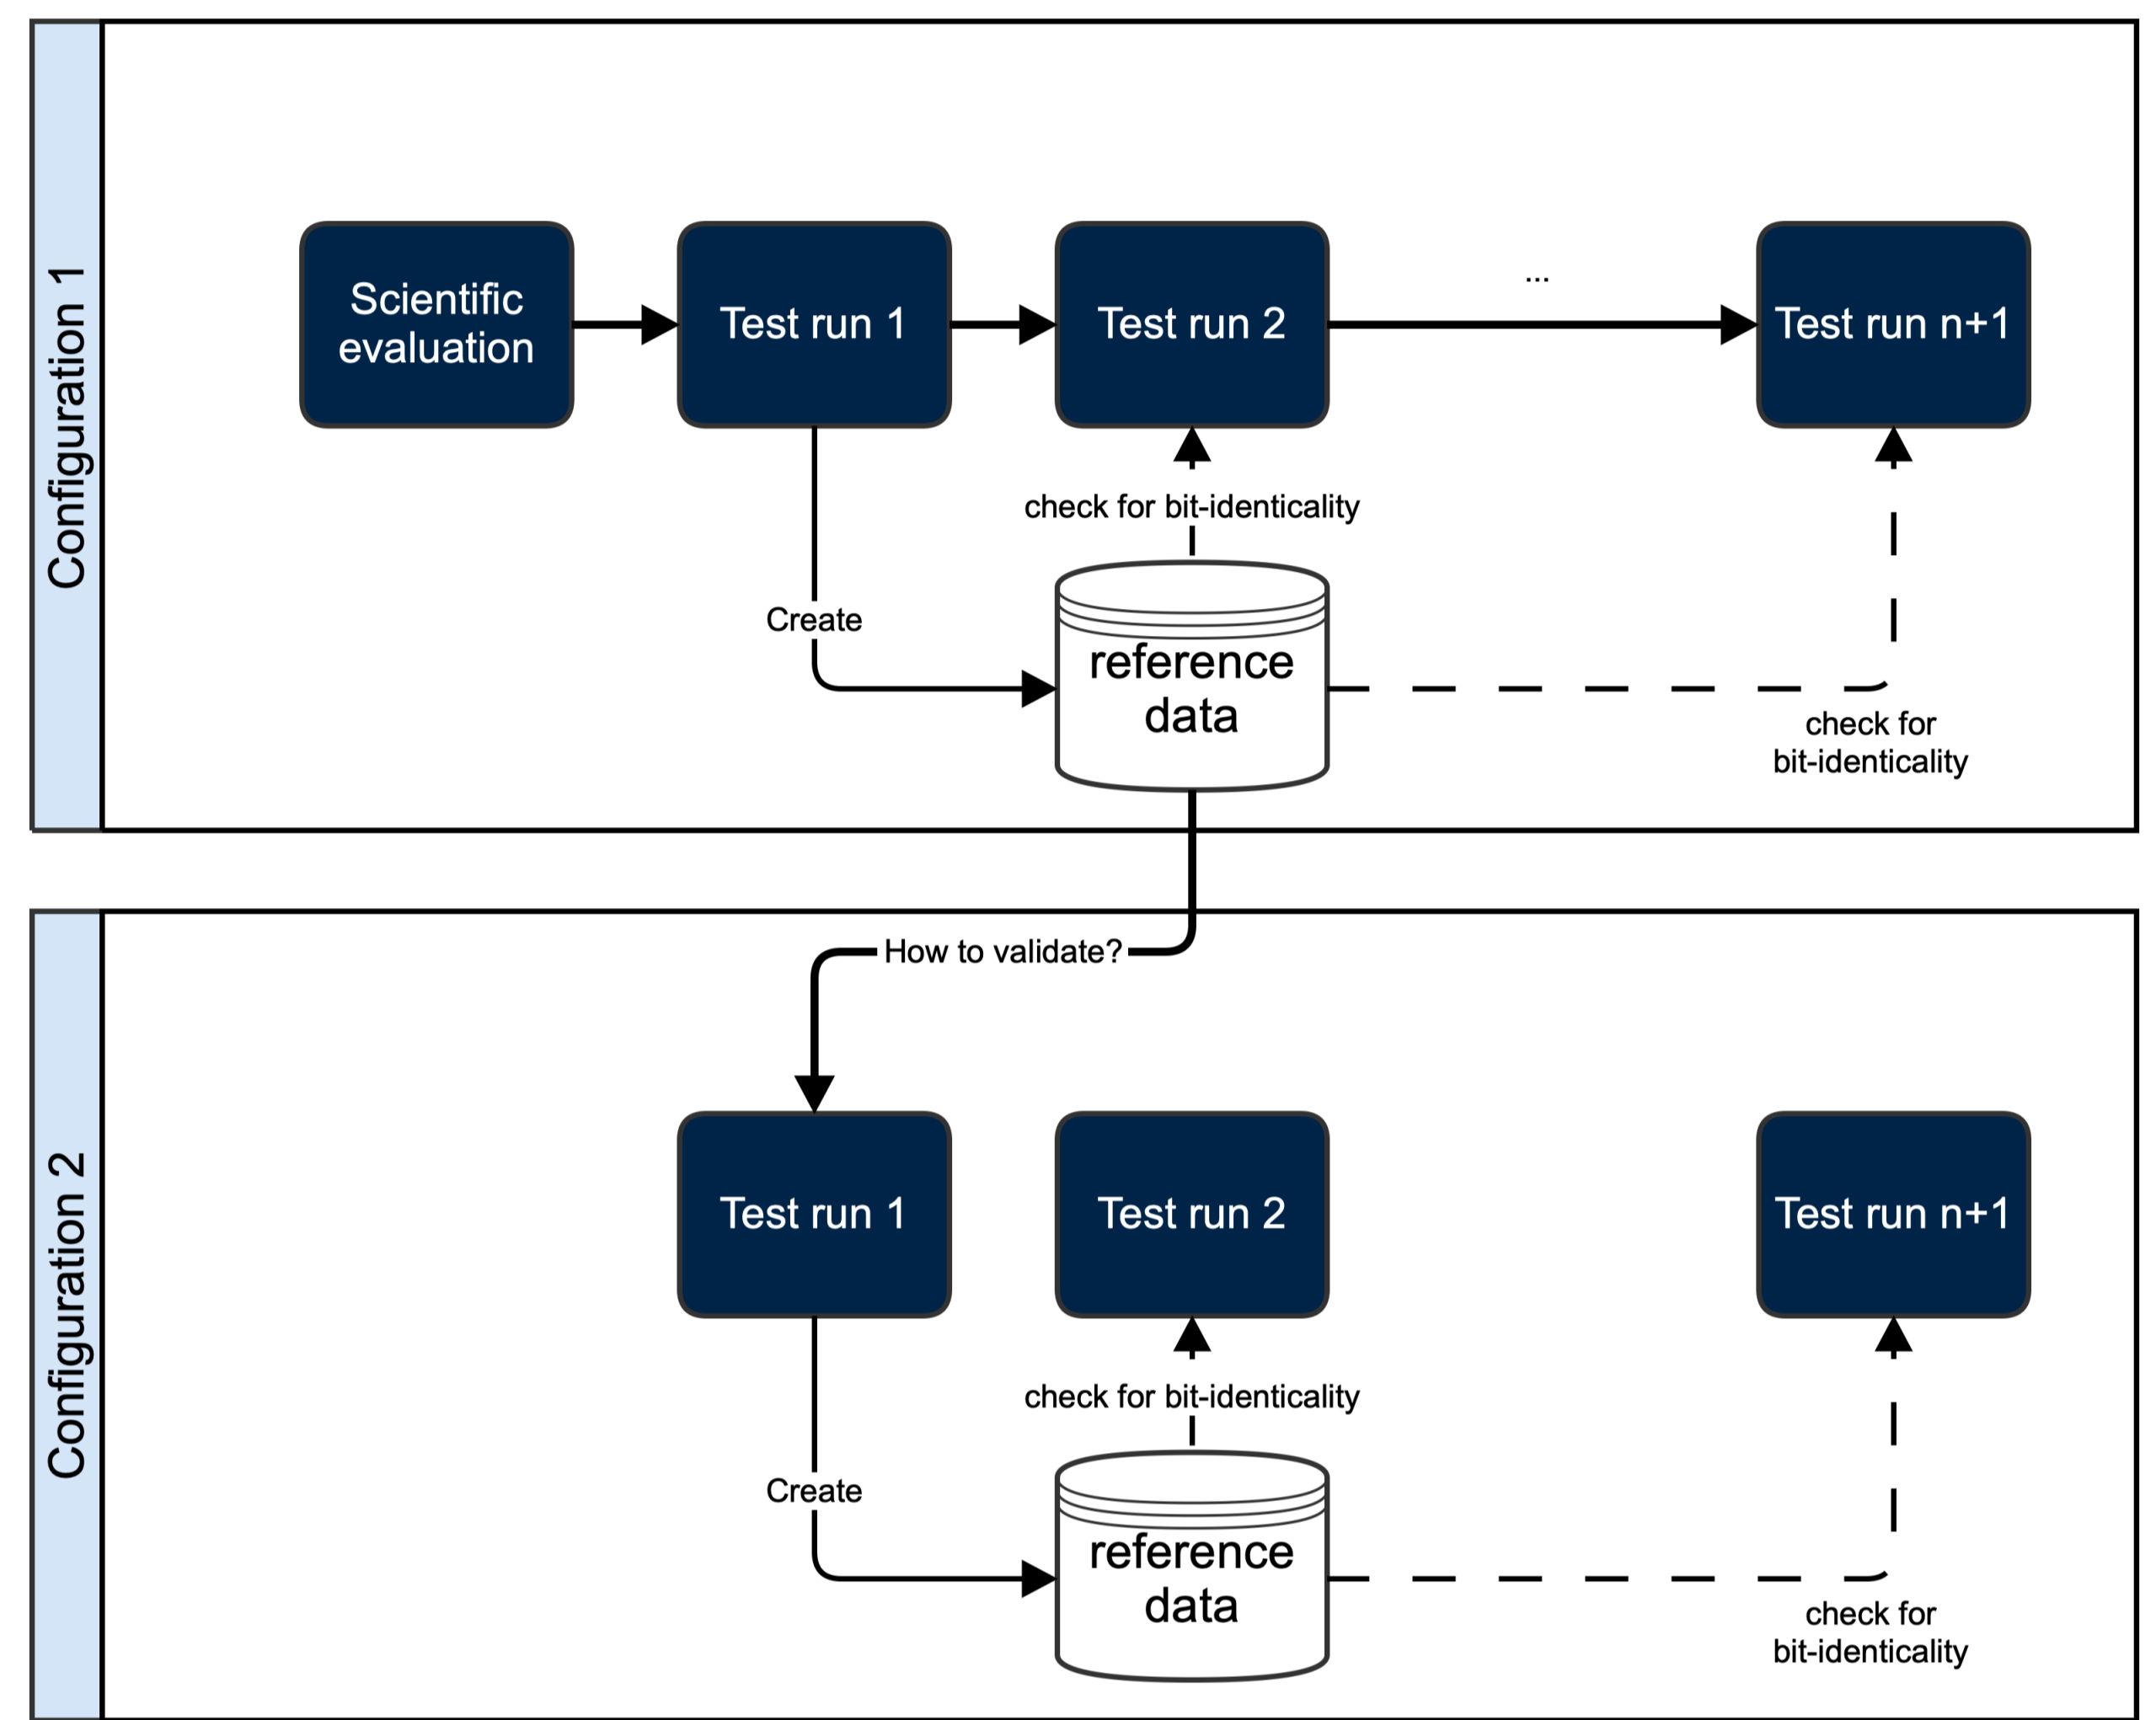 Configuration 1
Scientific
evaluation
Test run 1
Test run 2
...
Test run n+1
check for bit-identicality
Create
reference
data
check for
bit-identicality
How to validate?
Configuration 2
Test run 1
Test run 2
Test run n+1
check for bit-identicality
Create
reference
data
check for
bit-identicality